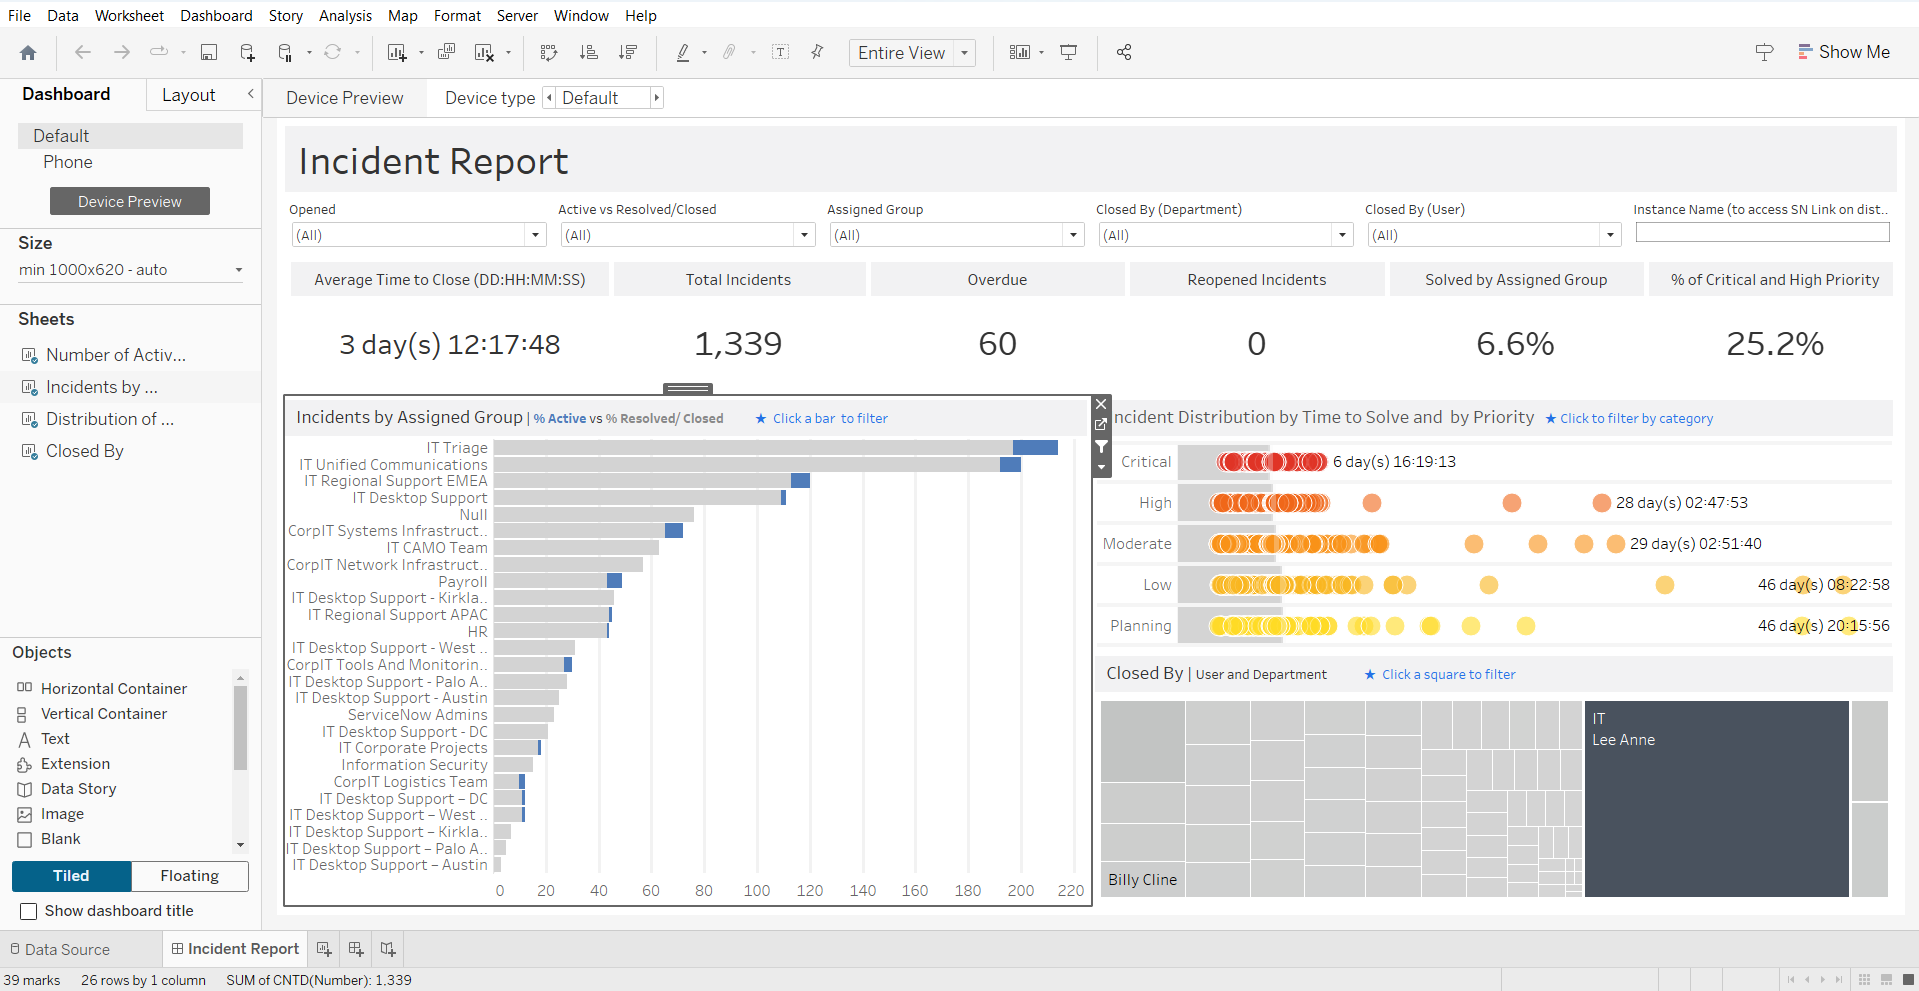 File Data Worksheet Dashboard Story Analysis Map Format Server Window Help
Entire View
Show Me
Dashboard
Layout
Device Preview
Device type
Default
Default
Phone
Device Preview
Size
min 1000x620 - auto
Sheets
Number of Activ...
Incidents by ...
Distribution of ...
Closed By
Objects
Horizontal Container
Vertical Container
Text
Extension
Data Story
Image
Blank
Tiled
Floating
Show dashboard title
Incident Report
Opened
(All)
Active vs Resolved/Closed
(All)
Assigned Group
(All)
Closed By (Department)
(All)
Closed By (User)
(All)
Instance Name (to access SN Link on dist..
Average Time to Close (DD:HH:MM:SS)
3 day(s) 12:17:48
Total Incidents
1,339
Overdue
60
Reopened Incidents
0
Solved by Assigned Group
6.6%
% of Critical and High Priority
25.2%
Incidents by Assigned Group | % Active vs % Resolved/ Closed ★ Click a bar to filter
IT Triage
IT Unified Communications
IT Regional Support EMEA
IT Desktop Support
Null
CorpIT Systems Infrastruct..
IT CAMO Team
CorpIT Network Infrastruct..
Payroll
IT Desktop Support - Kirkla..
IT Regional Support APAC
HR
IT Desktop Support - West ..
CorpIT Tools And Monitorin..
IT Desktop Support - Palo A..
IT Desktop Support - Austin
ServiceNow Admins
IT Desktop Support - DC
IT Corporate Projects
Information Security
CorpIT Logistics Team
IT Desktop Support – DC
IT Desktop Support – West ..
IT Desktop Support – Kirkla..
IT Desktop Support – Palo A..
IT Desktop Support – Austin
0 20 40 60 80 100 120 140 160 180 200 220
ncident Distribution by Time to Solve and by Priority ★ Click to filter by category
Critical 6 day(s) 16:19:13
High 28 day(s) 02:47:53
Moderate 29 day(s) 02:51:40
Low 46 day(s) 08:22:58
Planning 46 day(s) 20:15:56
Closed By | User and Department ★ Click a square to filter
IT
Lee Anne
Billy Cline
Data Source
Incident Report
39 marks 26 rows by 1 column SUM of CNTD(Number): 1,339